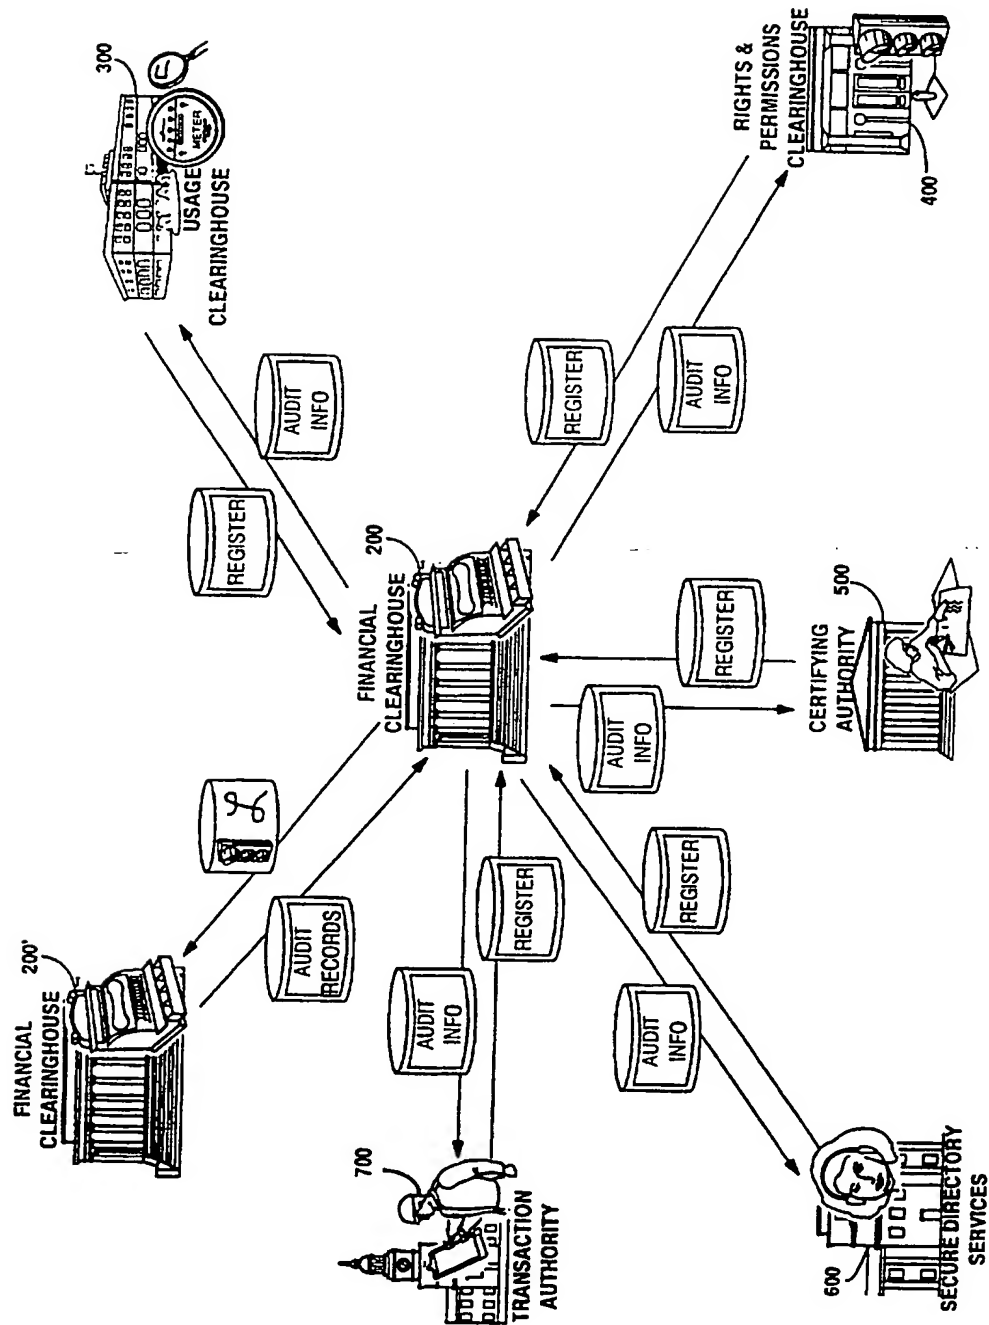 FINANCIAL
CLEARINGHOUSE
200'
300
METER
USAGE
CLEARINGHOUSE
REGISTER
AUDIT
RECORDS
AUDIT
INFO
700
FINANCIAL
CLEARINGHOUSE
200
AUDIT
INFO
TRANSACTION
AUTHORITY
REGISTER
REGISTER
AUDIT
INFO
AUDIT
INFO
AUDIT
INFO
REGISTER
REGISTER
RIGHTS &
PERMISSIONS
CLEARINGHOUSE
CERTIFYING
AUTHORITY
500
600
400
SECURE DIRECTORY
SERVICES